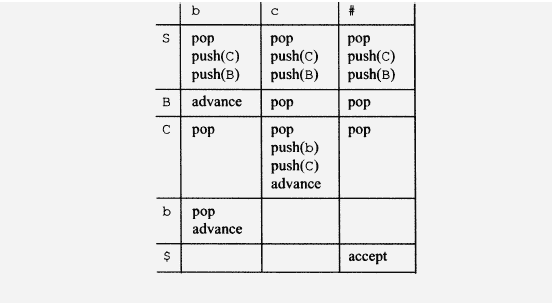 b c #
S pop pop pop
push(C) push(C) push(C)
push(B) push(B) push(B)
B advance pop pop
C pop pop pop
push(b)
push(C)
advance
b pop
advance
$ accept